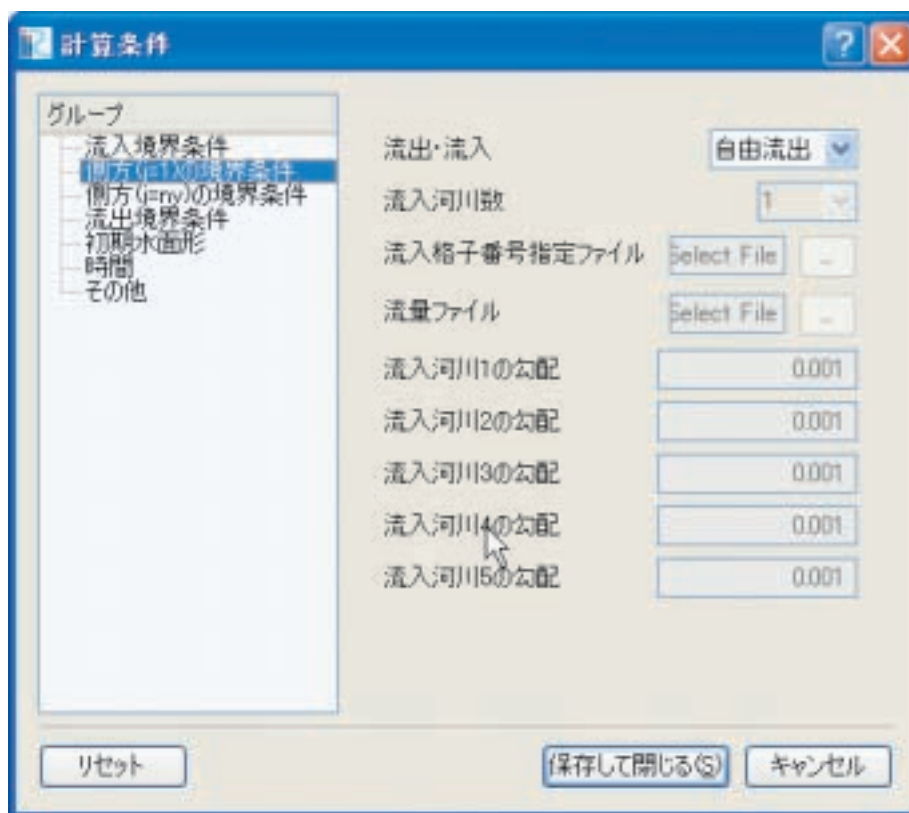 計算条件
グループ
流入境界条件
側方(j=1)の境界条件
側方(j=ny)の境界条件
流出境界条件
初期水面形
時間
その他
流出・流入 自由流出
流入河川数 1
流入格子番号指定ファイル Select File ...
流量ファイル Select File ...
流入河川1の勾配 0.001
流入河川2の勾配 0.001
流入河川3の勾配 0.001
流入河川4の勾配 0.001
流入河川5の勾配 0.001
リセット 保存して閉じる(S) キャンセル